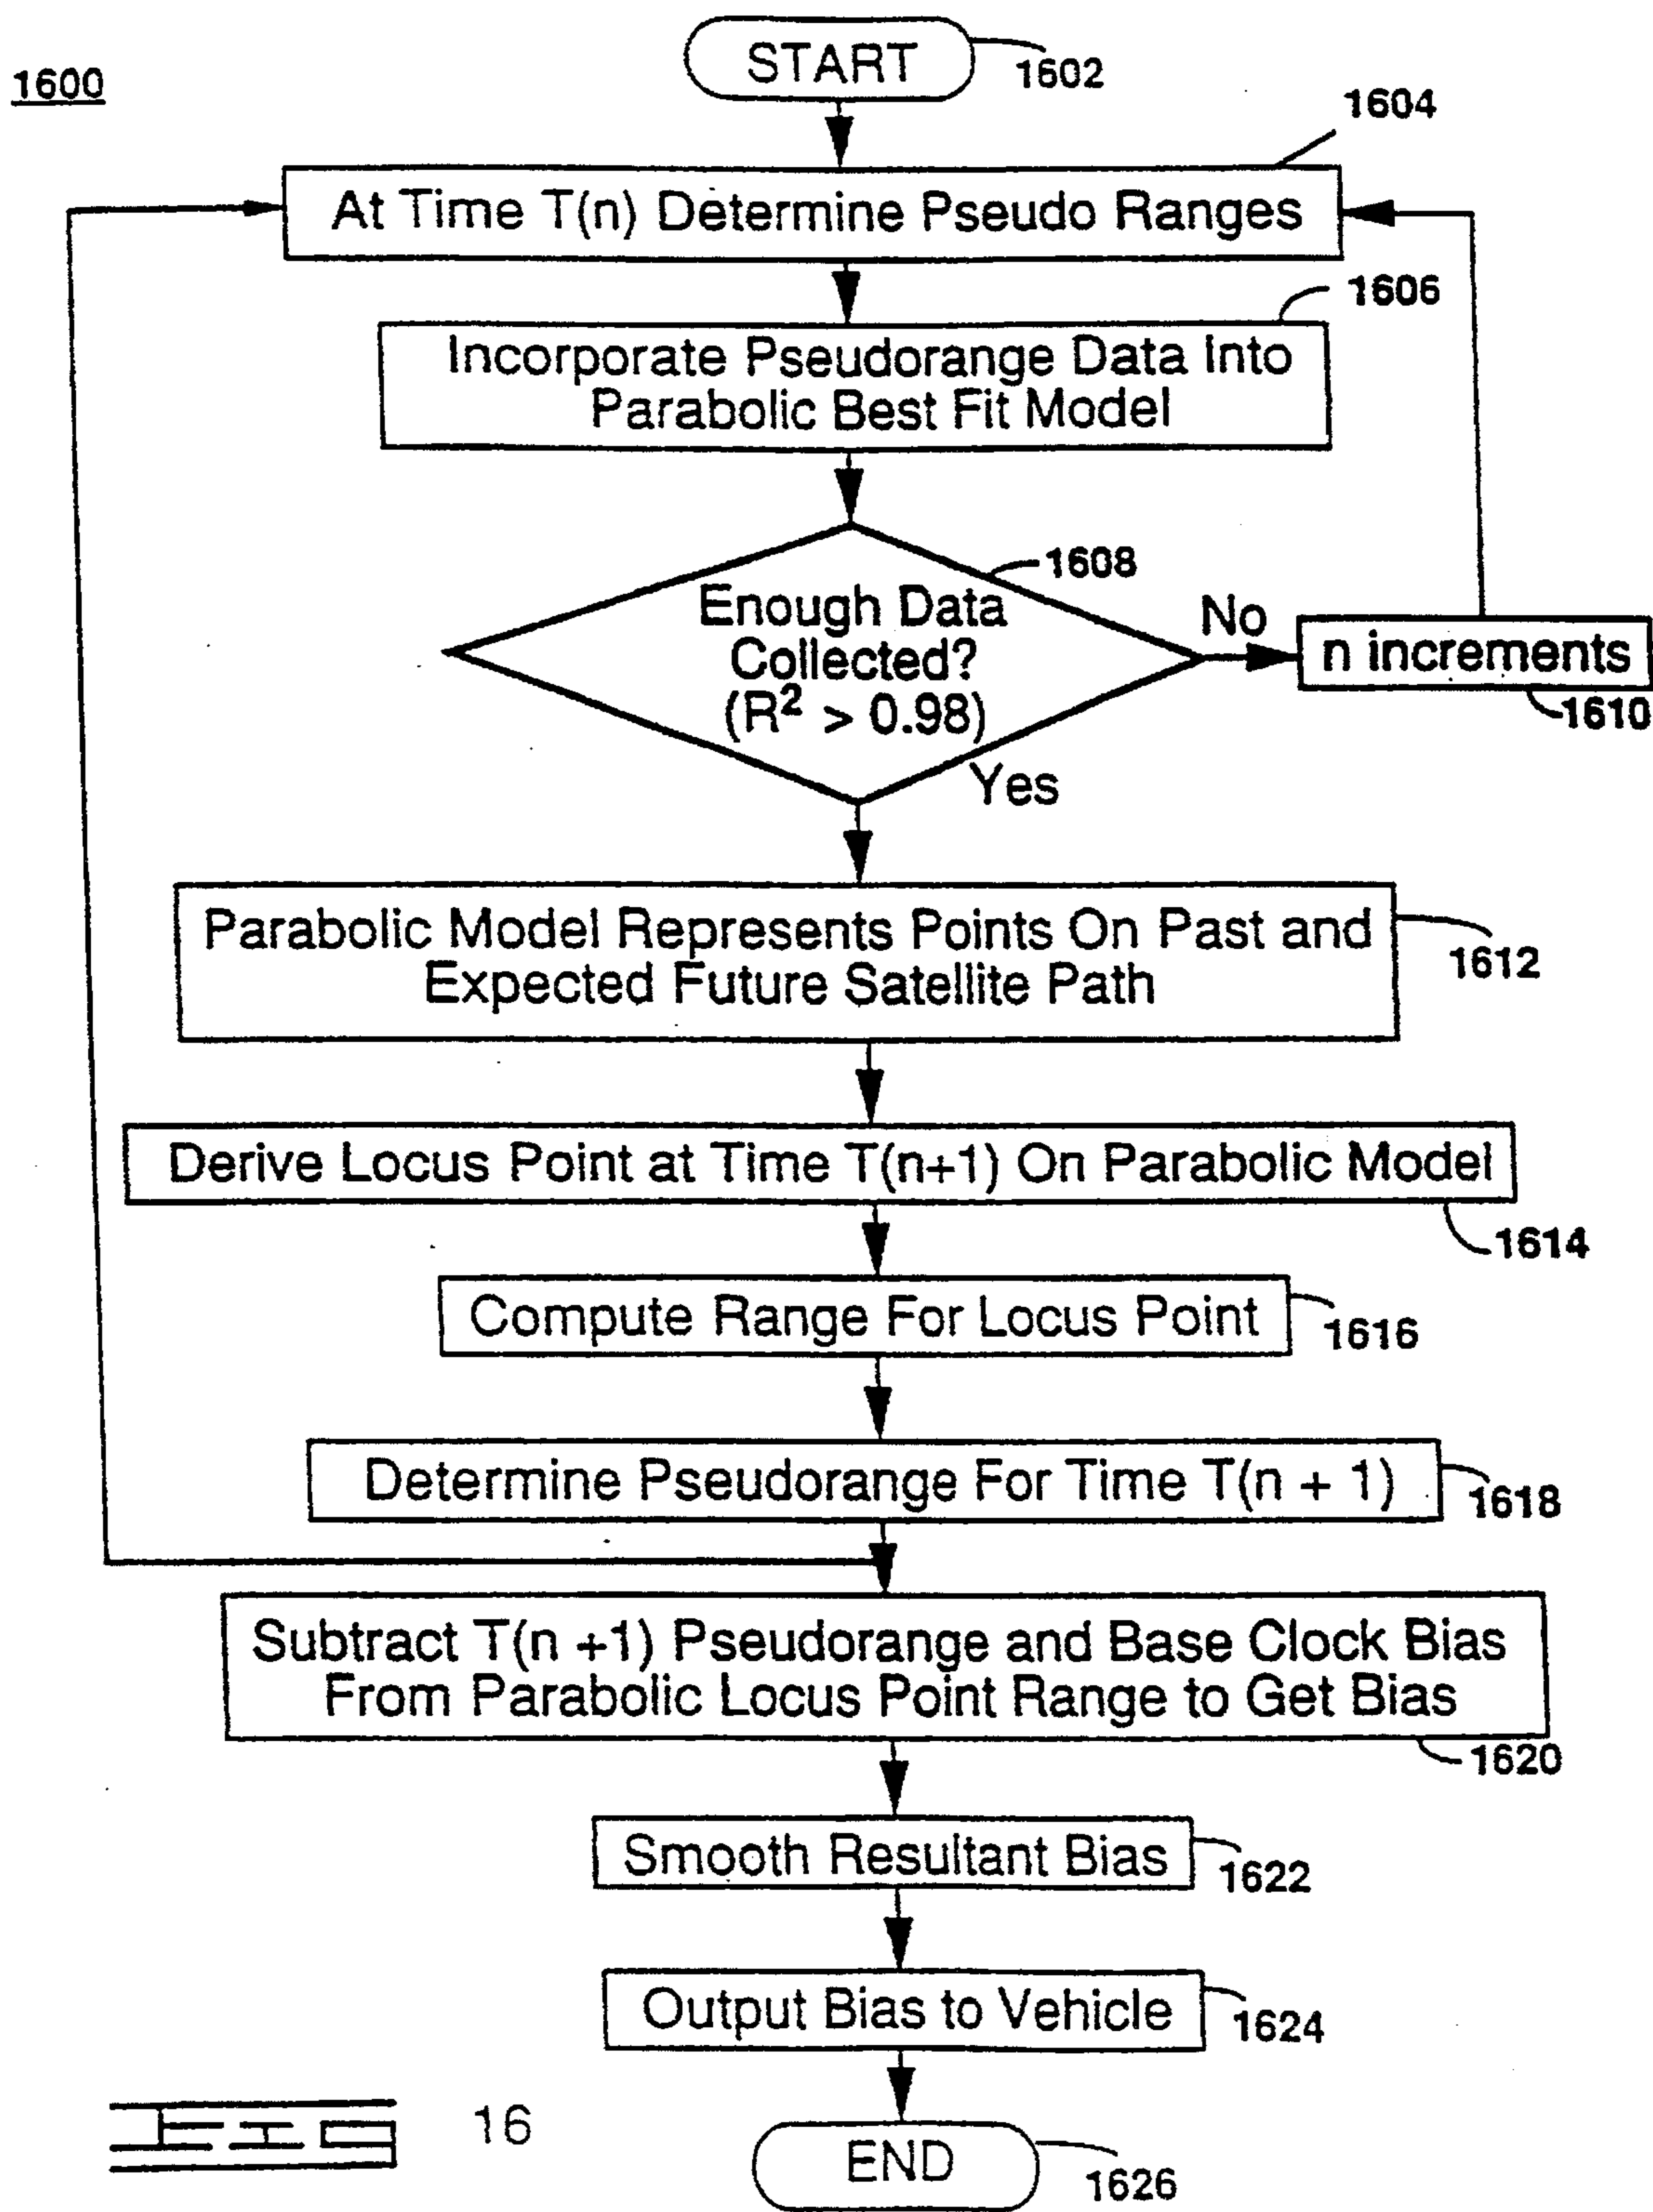 1600
START
1602
1604
At Time T(n) Determine Pseudo Ranges
1606
Incorporate Pseudorange Data Into
Parabolic Best Fit Model
1608
Enough Data
Collected?
(R² > 0.98)
No
n increments
1610
Yes
Parabolic Model Represents Points On Past and
Expected Future Satellite Path
1612
Derive Locus Point at Time T(n+1) On Parabolic Model
1614
Compute Range For Locus Point
1616
Determine Pseudorange For Time T(n + 1)
1618
Subtract T(n +1) Pseudorange and Base Clock Bias
From Parabolic Locus Point Range to Get Bias
1620
Smooth Resultant Bias
1622
Output Bias to Vehicle
1624
END
1626
FIG 16